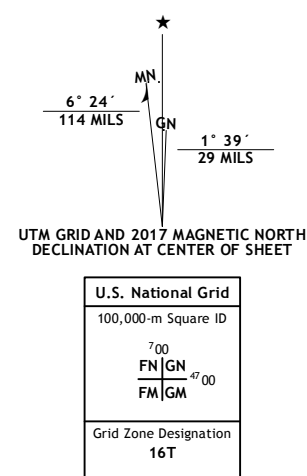 ★
MN.
6° 24´
114 MILS
GN
1° 39´
29 MILS
UTM GRID AND 2017 MAGNETIC NORTH
DECLINATION AT CENTER OF SHEET
U.S. National Grid
100,000-m Square ID
700
FN GN
4700
FM GM
Grid Zone Designation
16T